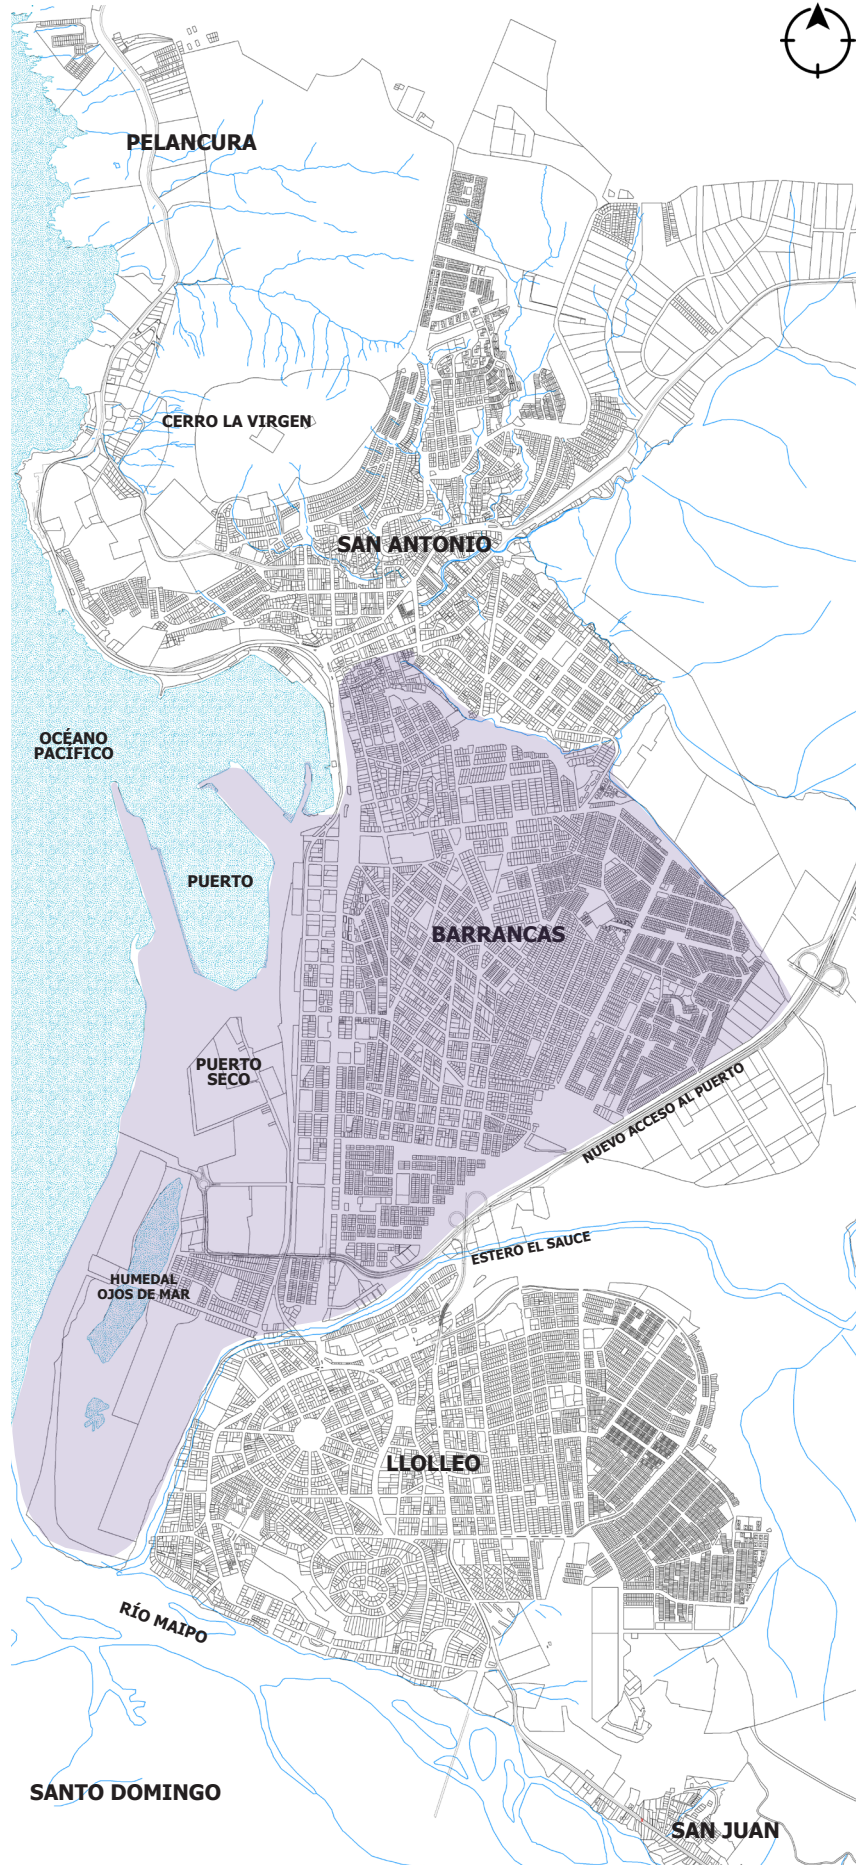 PELANCURA
CERRO LA VIRGEN
SAN ANTONIO
OCÉANO
PACÍFICO
PUERTO
BARRANCAS
PUERTO
SECO
NUEVO ACCESO AL PUERTO
ESTERO EL SAUCE
HUMEDAL
OJOS DE MAR
LLOLLEO
RÍO MAIPO
SANTO DOMINGO
SAN JUAN